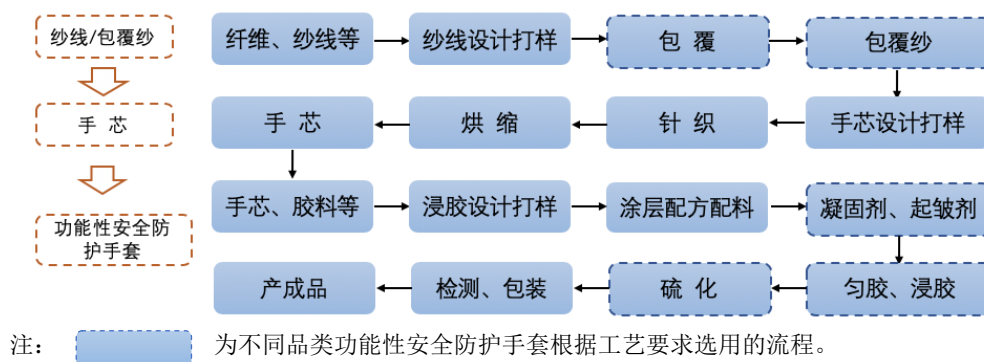 纱线/包覆纱
纤维、纱线等
纱线设计打样
包 覆
包覆纱
手 芯
手 芯
烘 缩
针 织
手芯设计打样
功能性安全防
护手套
手芯、胶料等
浸胶设计打样
涂层配方配料
凝固剂、起皱剂
产成品
检测、包装
硫 化
匀胶、浸胶
注:
为不同品类功能性安全防护手套根据工艺要求选用的流程。